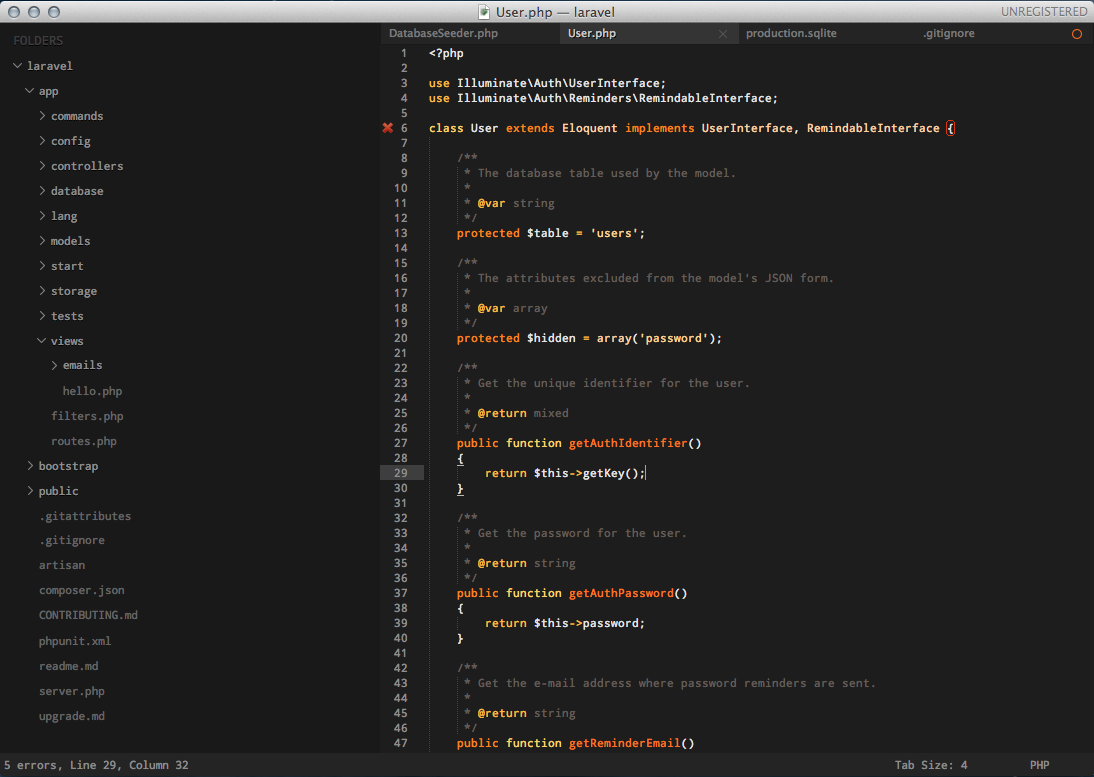 User.php — laravel
UNREGISTERED
FOLDERS
laravel
app
commands
config
controllers
database
lang
models
start
storage
tests
views
emails
hello.php
filters.php
routes.php
bootstrap
public
.gitattributes
.gitignore
artisan
composer.json
CONTRIBUTING.md
phpunit.xml
readme.md
server.php
upgrade.md
DatabaseSeeder.php User.php production.sqlite .gitignore
1 <?php
2
3 use Illuminate\Auth\UserInterface;
4 use Illuminate\Auth\Reminders\RemindableInterface;
5
6 class User extends Eloquent implements UserInterface, RemindableInterface {
7
8     /**
9      * The database table used by the model.
10      *
11      * @var string
12      */
13     protected $table = 'users';
14
15     /**
16      * The attributes excluded from the model's JSON form.
17      *
18      * @var array
19      */
20     protected $hidden = array('password');
21
22     /**
23      * Get the unique identifier for the user.
24      *
25      * @return mixed
26      */
27     public function getAuthIdentifier()
28     {
29         return $this->getKey();
30     }
31
32     /**
33      * Get the password for the user.
34      *
35      * @return string
36      */
37     public function getAuthPassword()
38     {
39         return $this->password;
40     }
41
42     /**
43      * Get the e-mail address where password reminders are sent.
44      *
45      * @return string
46      */
47     public function getReminderEmail()
5 errors, Line 29, Column 32
Tab Size: 4
PHP